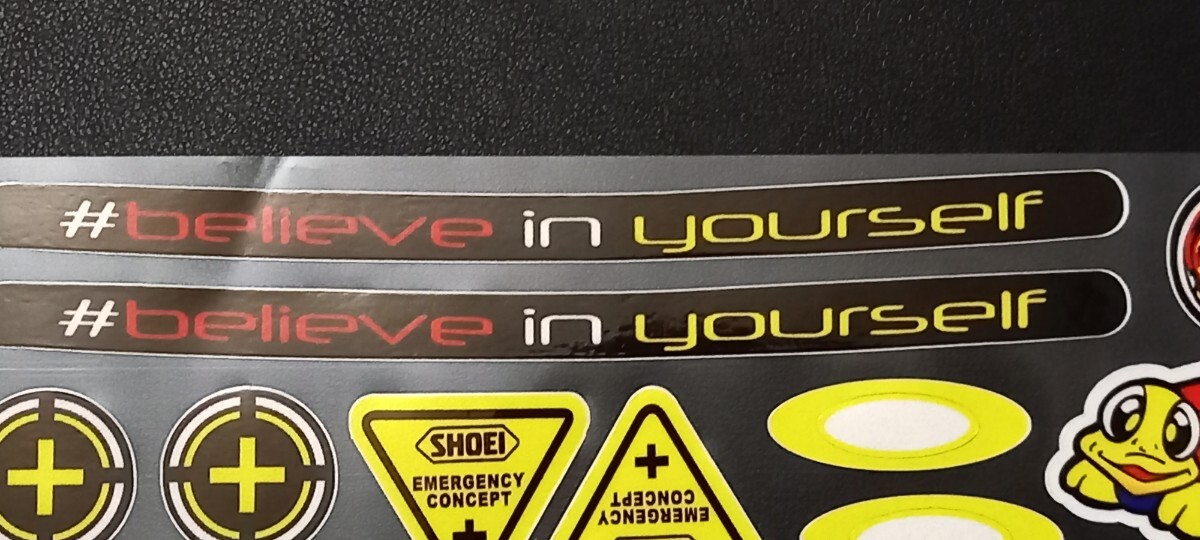 #believe in yourself
#believe in yourself
SHOEI
EMERGENCY
CONCEPT
EMERGENCY
CONCEPT